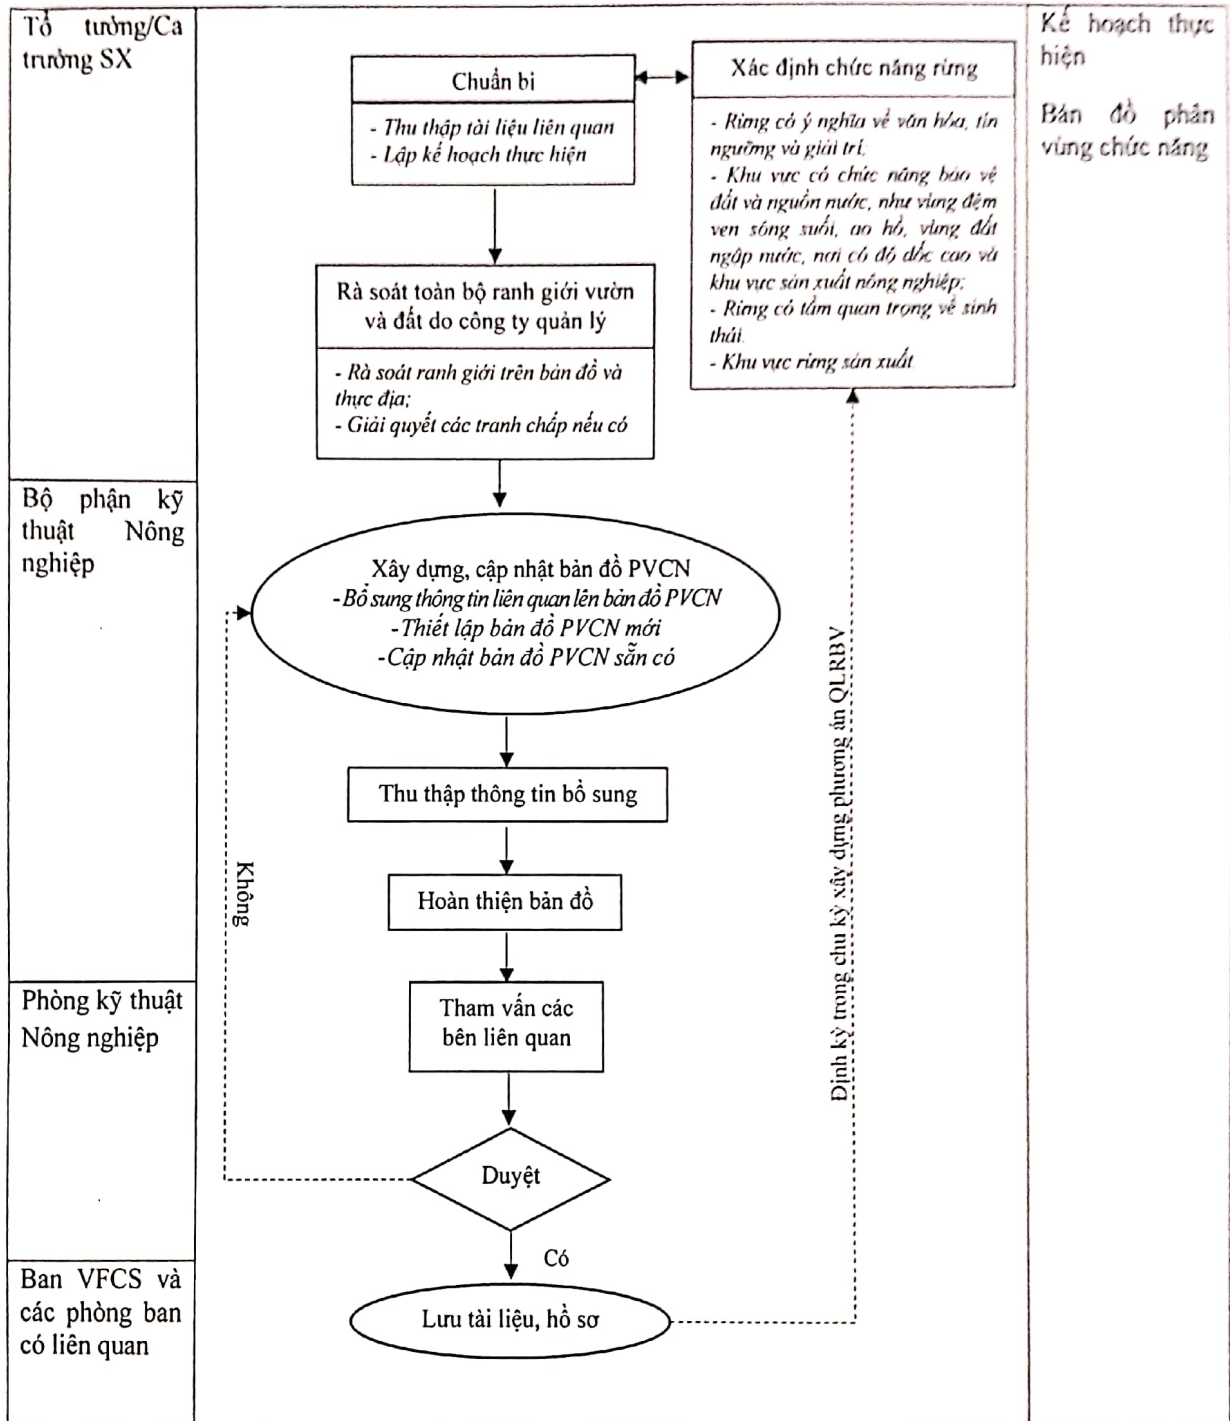 Tổ tưởng/Ca
trưởng SX
Chuẩn bị
- Thu thập tài liệu liên quan
- Lập kế hoạch thực hiện
Xác định chức năng rừng
- Rừng có ý nghĩa về văn hóa, tín
ngưỡng và giải trí;
- Khu vực có chức năng bảo vệ
đất và nguồn nước, như vùng đệm
ven sông suối, ao hồ, vùng đất
ngập nước, nơi có độ dốc cao và
khu vực sản xuất nông nghiệp;
- Rừng có tầm quan trọng về sinh
thái.
- Khu vực rừng sản xuất
Kế hoạch thực
hiện
Bản đồ phân
vùng chức năng
Rà soát toàn bộ ranh giới vườn
và đất do công ty quản lý
- Rà soát ranh giới trên bản đồ và
thực địa;
- Giải quyết các tranh chấp nếu có
Bộ phận kỹ
thuật Nông
nghiệp
Xây dựng, cập nhật bản đồ PVCN
-Bổ sung thông tin liên quan lên bản đồ PVCN
-Thiết lập bản đồ PVCN mới
-Cập nhật bản đồ PVCN sẵn có
Thu thập thông tin bổ sung
Không
Hoàn thiện bản đồ
Định kỳ trong chu kỳ xây dựng phương án QLRBV
Phòng kỹ thuật
Nông nghiệp
Tham vấn các
bên liên quan
Duyệt
Có
Ban VFCS và
các phòng ban
có liên quan
Lưu tài liệu, hồ sơ